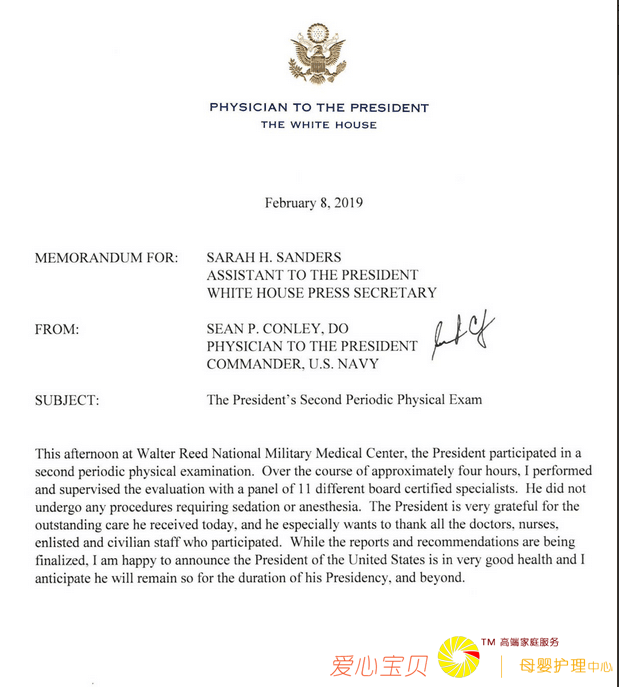 PHYSICIAN TO THE PRESIDENT
THE WHITE HOUSE
February 8, 2019
MEMORANDUM FOR: SARAH H. SANDERS
ASSISTANT TO THE PRESIDENT
WHITE HOUSE PRESS SECRETARY
FROM: SEAN P. CONLEY, DO
PHYSICIAN TO THE PRESIDENT
COMMANDER, U.S. NAVY
SUBJECT: The President's Second Periodic Physical Exam
This afternoon at Walter Reed National Military Medical Center, the President participated in a
second periodic physical examination. Over the course of approximately four hours, I performed
and supervised the evaluation with a panel of 11 different board certified specialists. He did not
undergo any procedures requiring sedation or anesthesia. The President is very grateful for the
outstanding care he received today, and he especially wants to thank all the doctors, nurses,
enlisted and civilian staff who participated. While the reports and recommendations are being
finalized, I am happy to announce the President of the United States is in very good health and I
anticipate he will remain so for the duration of his Presidency, and beyond.
TM 高端家庭服务
爱心宝贝 母婴护理中心